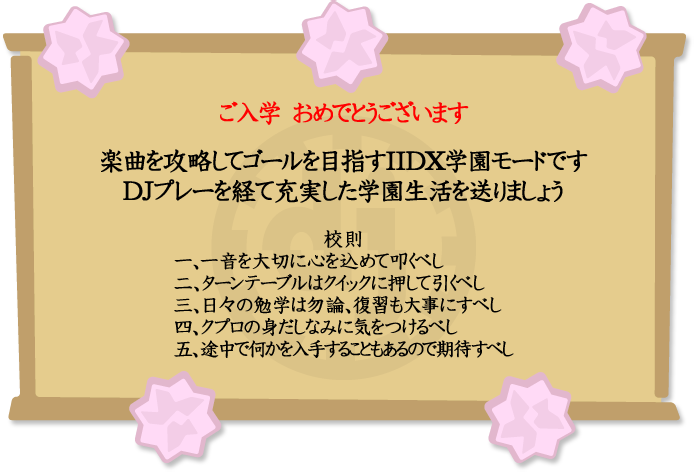 ご入学 おめでとうございます
楽曲を攻略してゴールを目指すIIDX学園モードです
DJプレーを経て充実した学園生活を送りましょう
校則
一、一音を大切に心を込めて叩くべし
二、ターンテーブルはクイックに押して引くべし
三、日々の勉学は勿論、復習も大事にすべし
四、クプロの身だしなみに気をつけるべし
五、途中で何かを入手することもあるので期待すべし